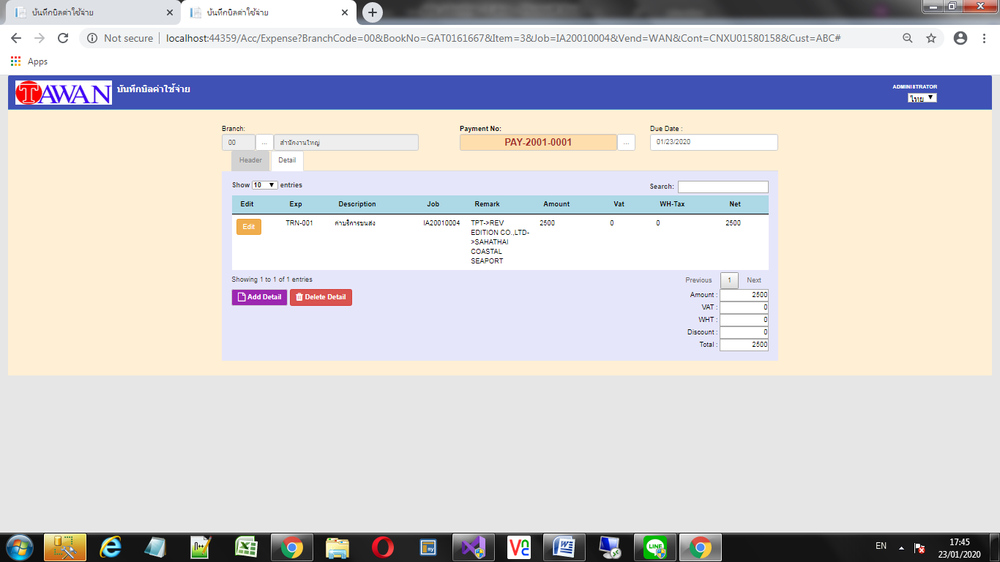 บันทึกบิลค่าใช้จ่าย
บันทึกบิลค่าใช้จ่าย
Not secure
localhost:44359/Acc/Expense?BranchCode=00&BookNo=GAT0161667&Item=3&Job=IA20010004&Vend=WAN&Cont=CNXU01580158&Cust=ABC#
Apps
TAWAN
บันทึกบิลค่าใช้จ่าย
ADMINISTRATOR
ไทย
Branch:
00
...
สำนักงานใหญ่
Payment No:
PAY-2001-0001
...
Due Date :
01/23/2020
Header
Detail
Show 10 entries
Search:
Edit Exp Description Job Remark Amount Vat WH-Tax Net
Edit TRN-001 ค่าบริการขนส่ง IA20010004 TPT->REV 2500 0 0 2500
EDITION CO.,LTD-
>SAHATHAI
COASTAL
SEAPORT
Showing 1 to 1 of 1 entries
Previous 1 Next
Add Detail
Delete Detail
Amount : 2500
VAT : 0
WHT : 0
Discount : 0
Total : 2500
EN
17:45
23/01/2020